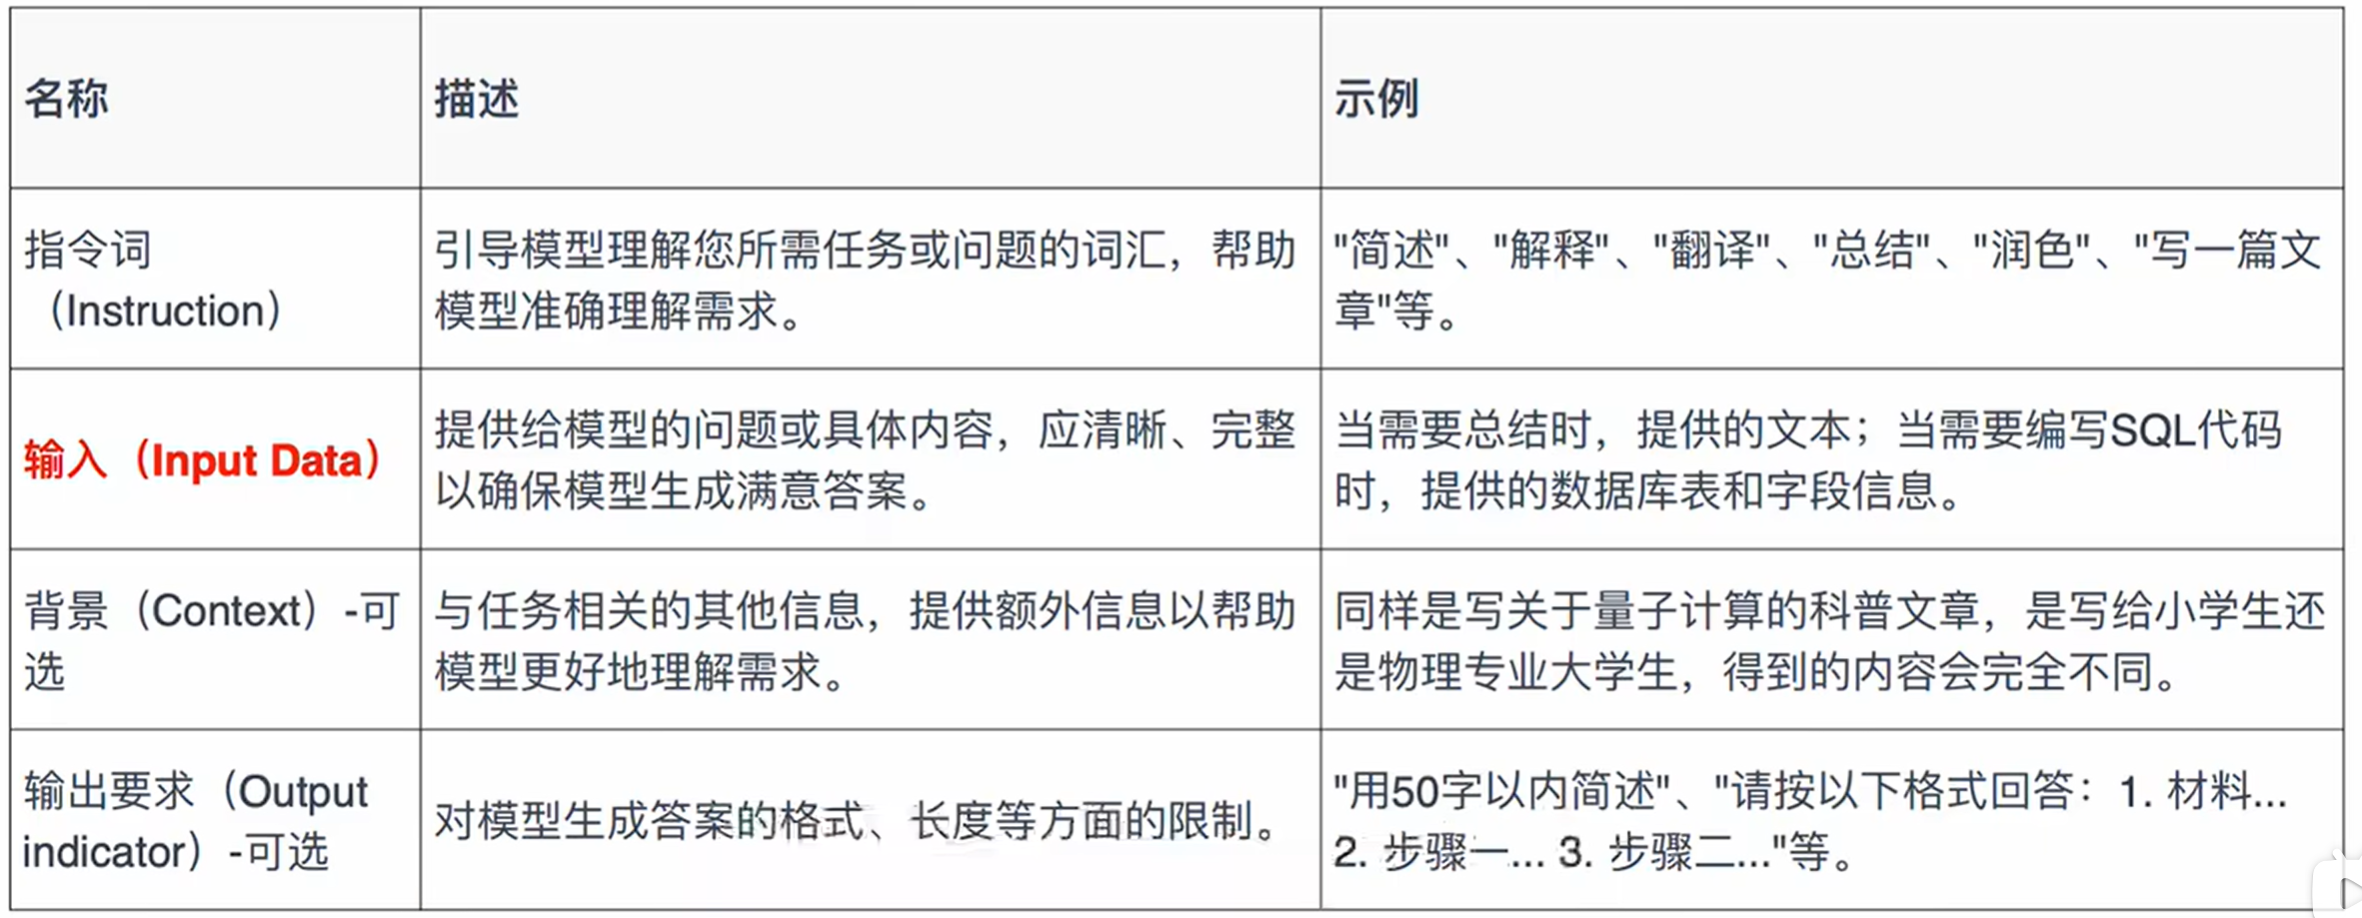 名称
描述
示例
指令词
（Instruction）
引导模型理解您所需任务或问题的词汇，帮助
模型准确理解需求。
"简述"、"解释"、"翻译"、"总结"、"润色"、"写一篇文
章"等。
输入（Input Data）
提供给模型的问题或具体内容，应清晰、完整
以确保模型生成满意答案。
当需要总结时，提供的文本；当需要编写SQL代码
时，提供的数据库表和字段信息。
背景（Context）-可
选
与任务相关的其他信息，提供额外信息以帮助
模型更好地理解需求。
同样是写关于量子计算的科普文章，是写给小学生还
是物理专业大学生，得到的内容会完全不同。
输出要求（Output
indicator）-可选
对模型生成答案的格式、长度等方面的限制。
"用50字以内简述"、"请按以下格式回答：1. 材料...
2. 步骤一... 3. 步骤二..."等。